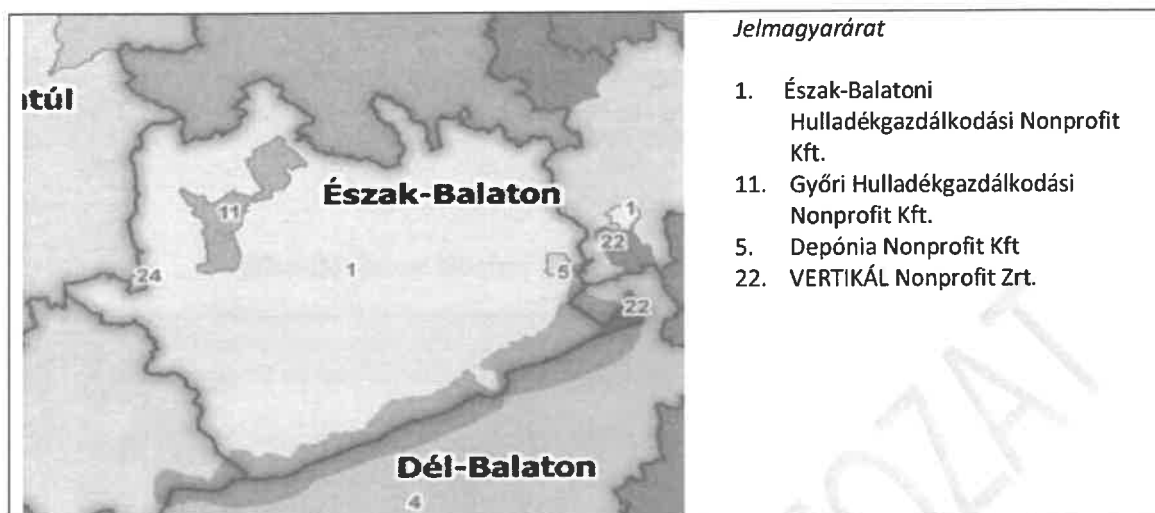 Jelmagyarárat
1. Észak-Balatoni
Hulladékgazdálkodási Nonprofit
Kft.
11. Győri Hulladékgazdálkodási
Nonprofit Kft.
5. Depónia Nonprofit Kft
22. VERTIKÁL Nonprofit Zrt.
ntúl
Észak-Balaton
1
11
22
24
1
5
22
Dél-Balaton
4
OZAT